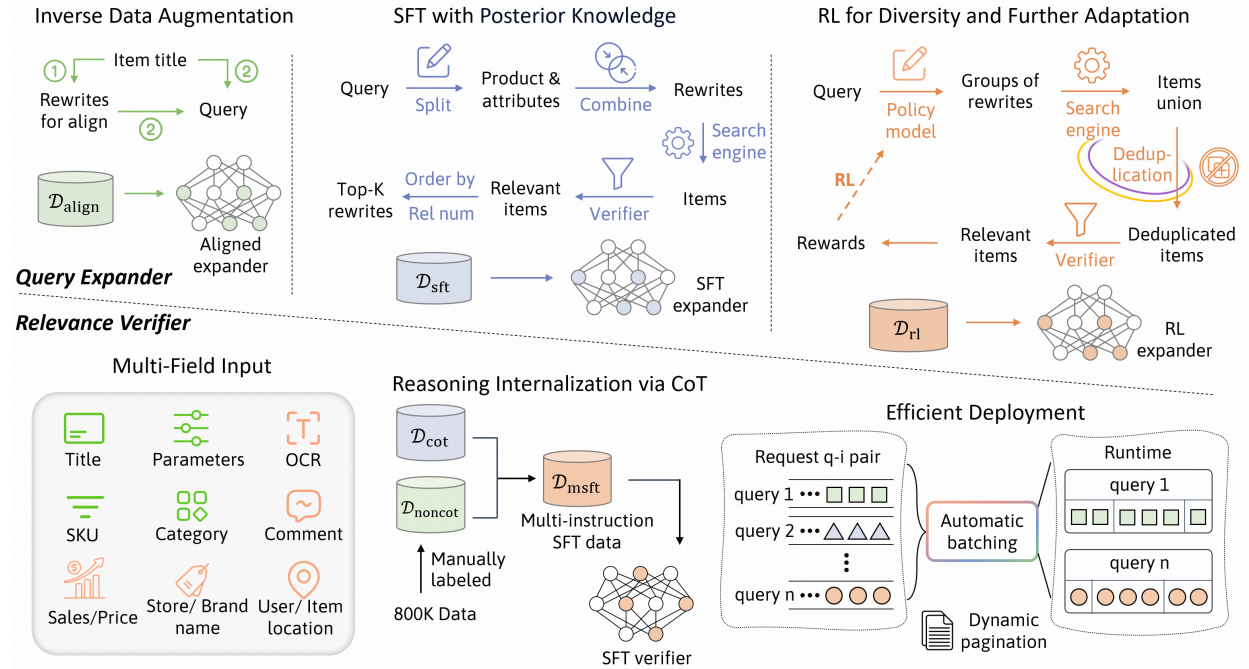 Inverse Data Augmentation
Item title
1
2
Rewrites
for align
Query
2
𝒟align
Aligned
expander
Query Expander
SFT with Posterior Knowledge
Query
Split
Product &
attributes
Combine
Rewrites
Search
engine
Top-K
rewrites
Order by
Rel num
Relevant
items
Verifier
Items
𝒟sft
SFT
expander
RL for Diversity and Further Adaptation
Query
Policy
model
Groups of
rewrites
Search
engine
Items
union
Dedup-
lication
RL
Rewards
Relevant
items
Verifier
Deduplicated
items
𝒟rl
RL
expander
Relevance Verifier
Multi-Field Input
Title
Parameters
T
OCR
SKU
Category
Comment
$
Sales/Price
Store/ Brand
name
User/ Item
location
Reasoning Internalization via CoT
𝒟cot
𝒟noncot
𝒟msft
Multi-instruction
SFT data
Manually
labeled
800K Data
SFT verifier
Efficient Deployment
Request q-i pair
query 1 •••
query 2 •••
query n •••
Automatic
batching
Dynamic
pagination
Runtime
query 1
query n